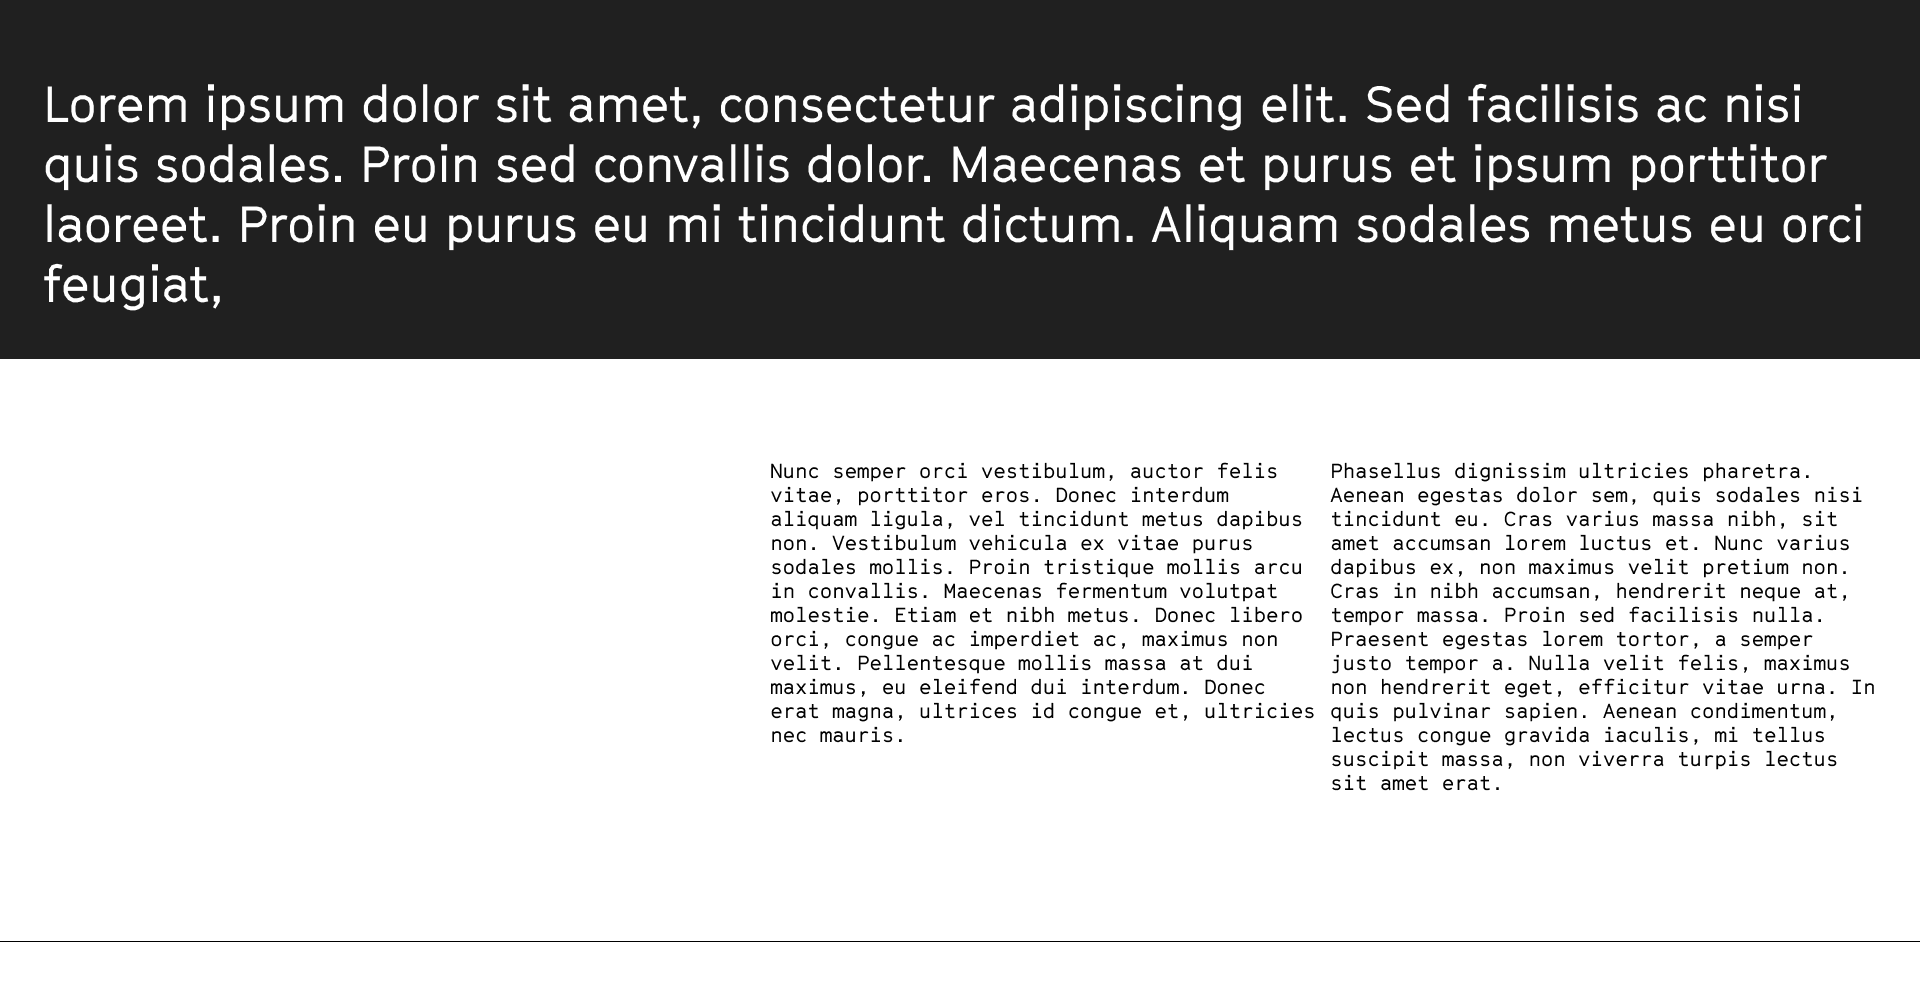 Lorem ipsum dolor sit amet, consectetur adipiscing elit. Sed facilisis ac nisi
quis sodales. Proin sed convallis dolor. Maecenas et purus et ipsum porttitor
laoreet. Proin eu purus eu mi tincidunt dictum. Aliquam sodales metus eu orci
feugiat,
Nunc semper orci vestibulum, auctor felis
vitae, porttitor eros. Donec interdum
aliquam ligula, vel tincidunt metus dapibus
non. Vestibulum vehicula ex vitae purus
sodales mollis. Proin tristique mollis arcu
in convallis. Maecenas fermentum volutpat
molestie. Etiam et nibh metus. Donec libero
orci, congue ac imperdiet ac, maximus non
velit. Pellentesque mollis massa at dui
maximus, eu eleifend dui interdum. Donec
erat magna, ultrices id congue et, ultricies
nec mauris.
Phasellus dignissim ultricies pharetra.
Aenean egestas dolor sem, quis sodales nisi
tincidunt eu. Cras varius massa nibh, sit
amet accumsan lorem luctus et. Nunc varius
dapibus ex, non maximus velit pretium non.
Cras in nibh accumsan, hendrerit neque at,
tempor massa. Proin sed facilisis nulla.
Praesent egestas lorem tortor, a semper
justo tempor a. Nulla velit felis, maximus
non hendrerit eget, efficitur vitae urna. In
quis pulvinar sapien. Aenean condimentum,
lectus congue gravida iaculis, mi tellus
suscipit massa, non viverra turpis lectus
sit amet erat.